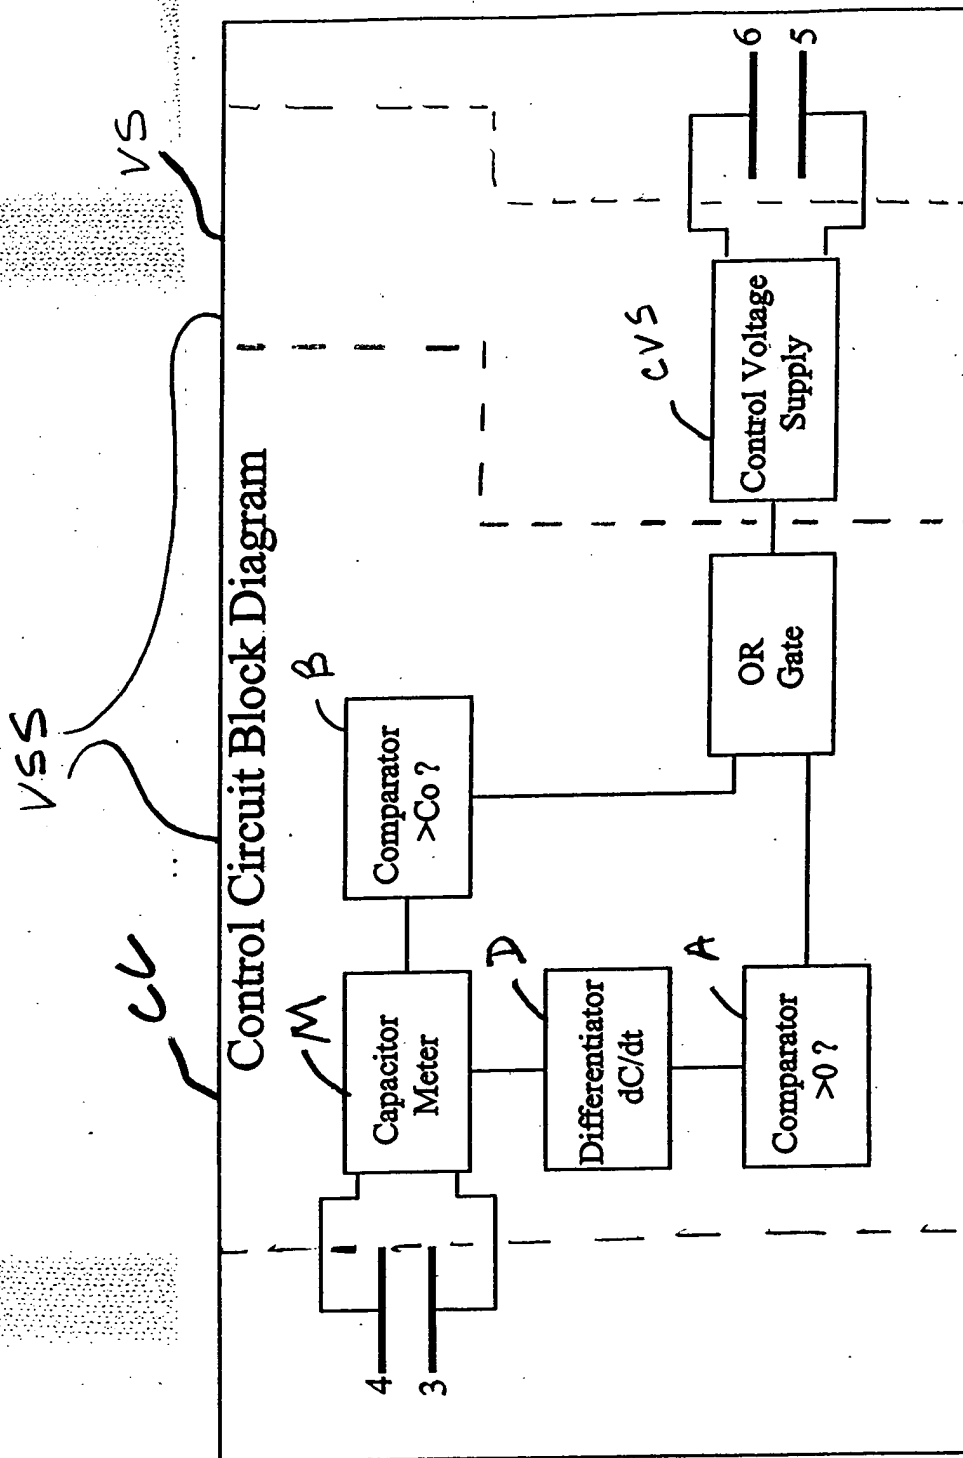 VSS
CU
VS
Control Circuit Block Diagram
M
B
4
3
Capacitor
Meter
Comparator
>Co ?
D
Differentiator
dC/dt
A
Comparator
>0 ?
OR
Gate
CVS
Control Voltage
Supply
6
5